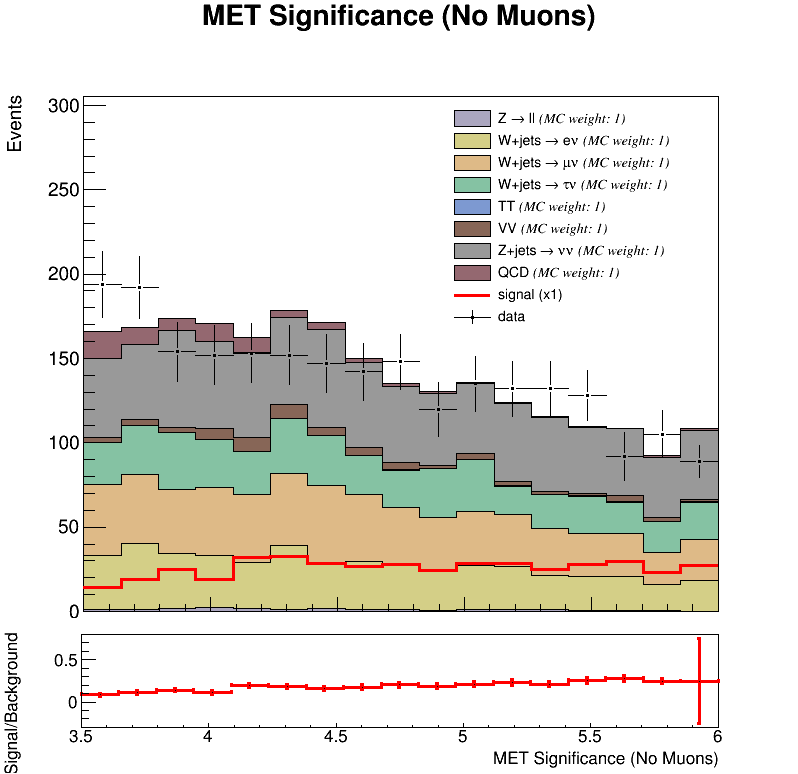 MET Significance (No Muons)
Events
300
250
200
150
100
50
0
Z → ll (MC weight: 1)
W+jets → eν (MC weight: 1)
W+jets → μν (MC weight: 1)
W+jets → τν (MC weight: 1)
TT (MC weight: 1)
VV (MC weight: 1)
Z+jets → νν (MC weight: 1)
QCD (MC weight: 1)
signal (x1)
data
Signal/Background
0.5
0
3.5 4 4.5 5 5.5 6
MET Significance (No Muons)